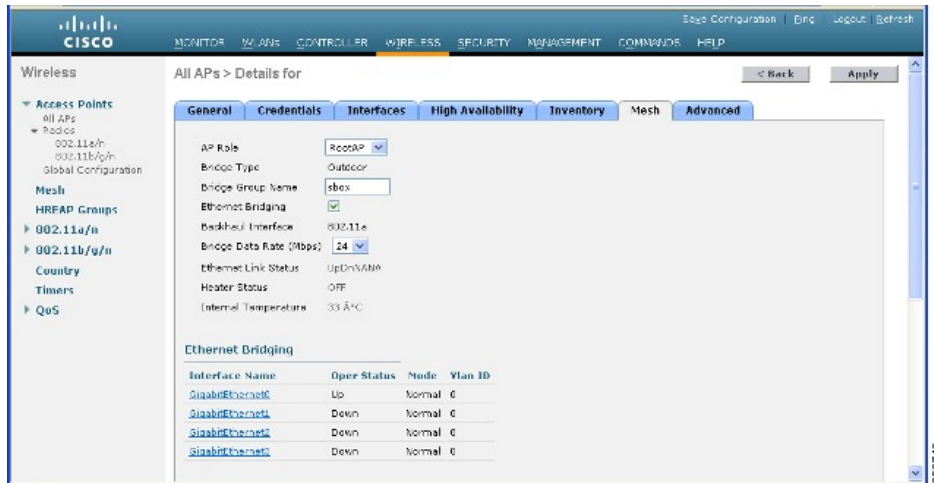 Save Configuration | Ping | Logout | Refresh
CISCO
MONITOR WLANs CONTROLLER WIRELESS SECURITY MANAGEMENT COMMANDS HELP
Wireless
All APs > Details for
< Back
Apply
Access Points
All APs
Radios
802.11a/n
802.11b/g/n
Global Configuration
Mesh
HREAP Groups
802.11a/n
802.11b/g/n
Country
Timers
QoS
General Credentials Interfaces High Availability Inventory Mesh Advanced
AP Role RootAP
Bridge Type Outdoor
Bridge Group Name sbox
Ethernet Bridging
Backhaul Interface 802.11a
Bridge Data Rate (Mbps) 24
Ethernet Link Status UpDnNANA
Heater Status OFF
Internal Temperature 33 Â°C
Ethernet Bridging
Interface Name Oper Status Mode Vlan ID
GigabitEthernet0 Up Normal 0
GigabitEthernet1 Down Normal 0
GigabitEthernet2 Down Normal 0
GigabitEthernet3 Down Normal 0